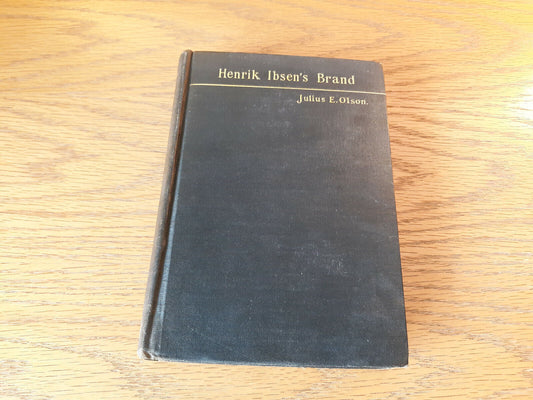 Henrik Ibsen's Brand
Julius E. Olson.